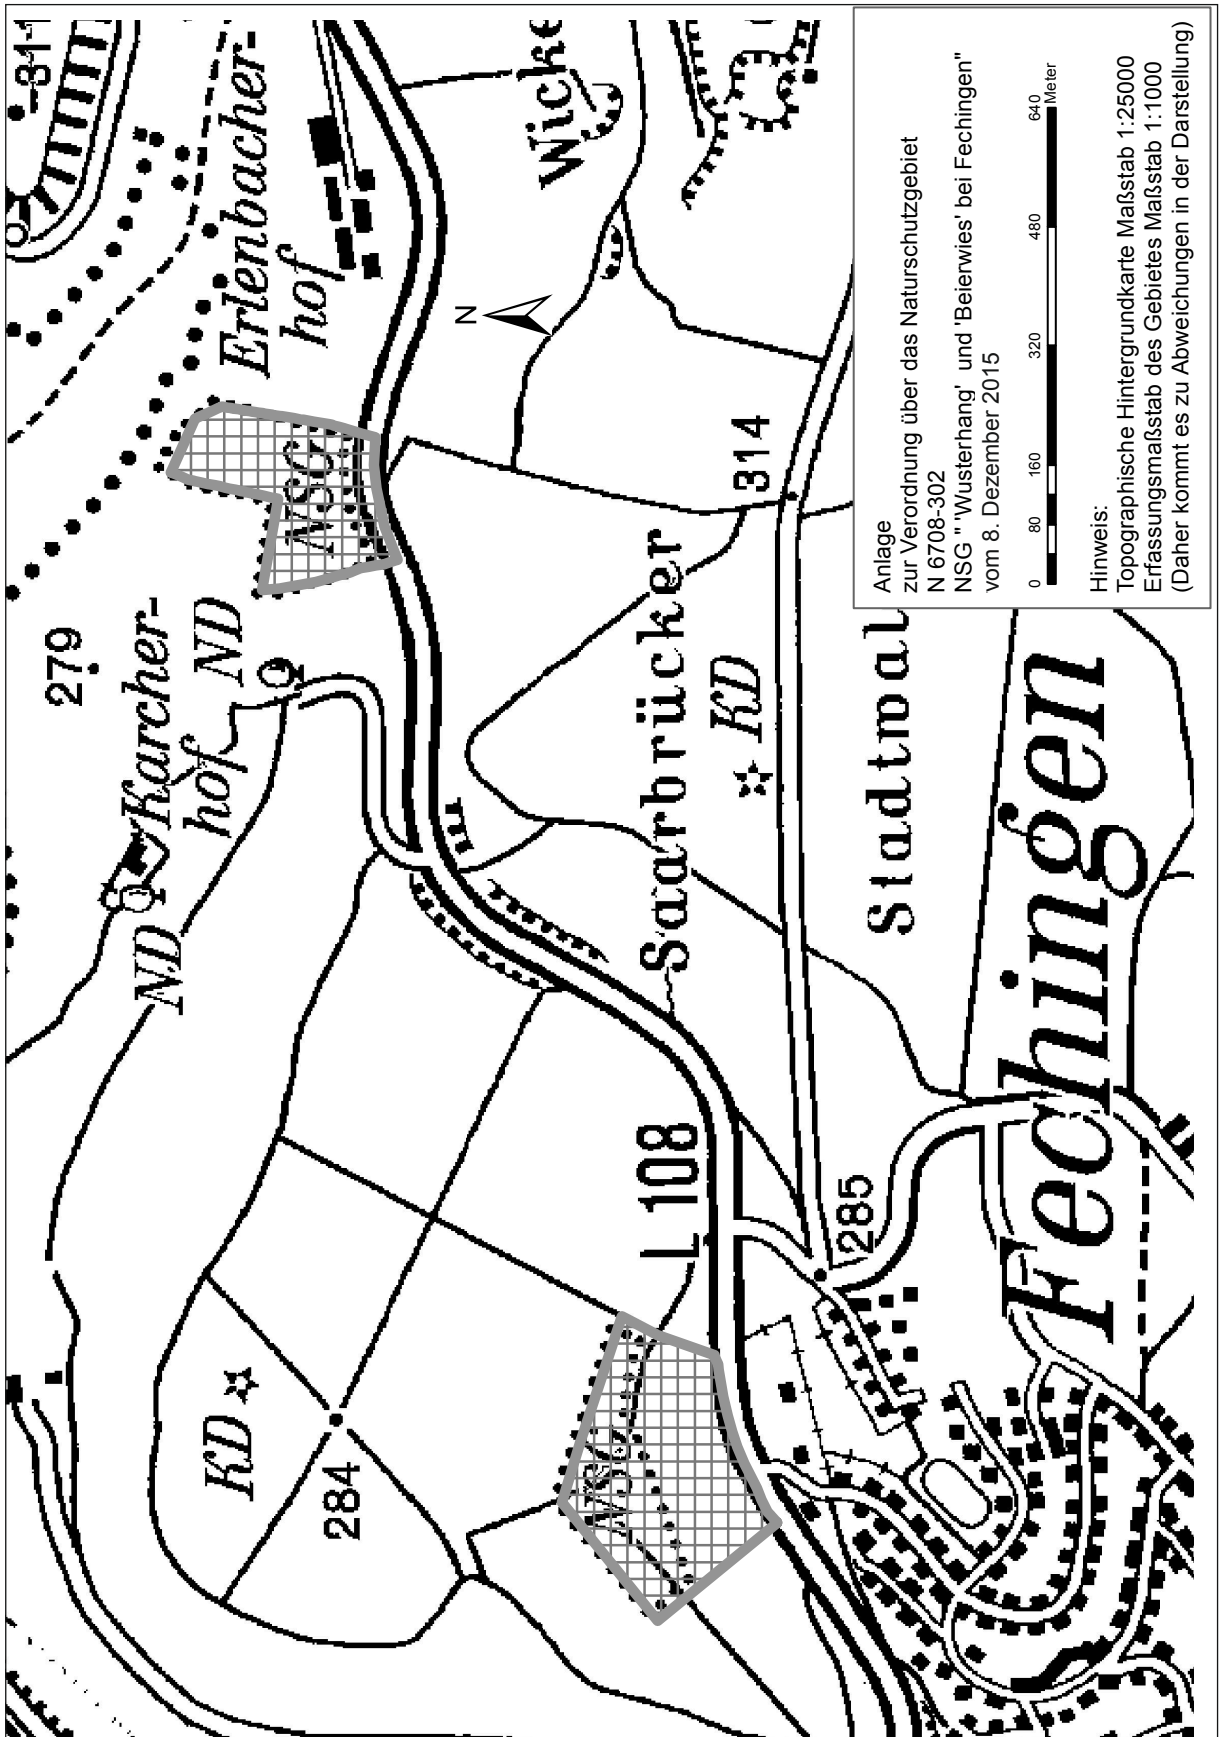 311
Erlenbacher-
hof
Wicke
279
Karcher-
hof
ND
ND
NSG
N
Saarbrücker
Stadtwal
KD
314
KD
284
L 108
285
NSG
Fechingen
Anlage
zur Verordnung über das Naturschutzgebiet
N 6708-302
NSG " 'Wusterhang' und 'Beierwies' bei Fechingen"
vom 8. Dezember 2015
0 80 160 320 480 640
Meter
Hinweis:
Topographische Hintergrundkarte Maßstab 1:25000
Erfassungsmaßstab des Gebietes Maßstab 1:1000
(Daher kommt es zu Abweichungen in der Darstellung)